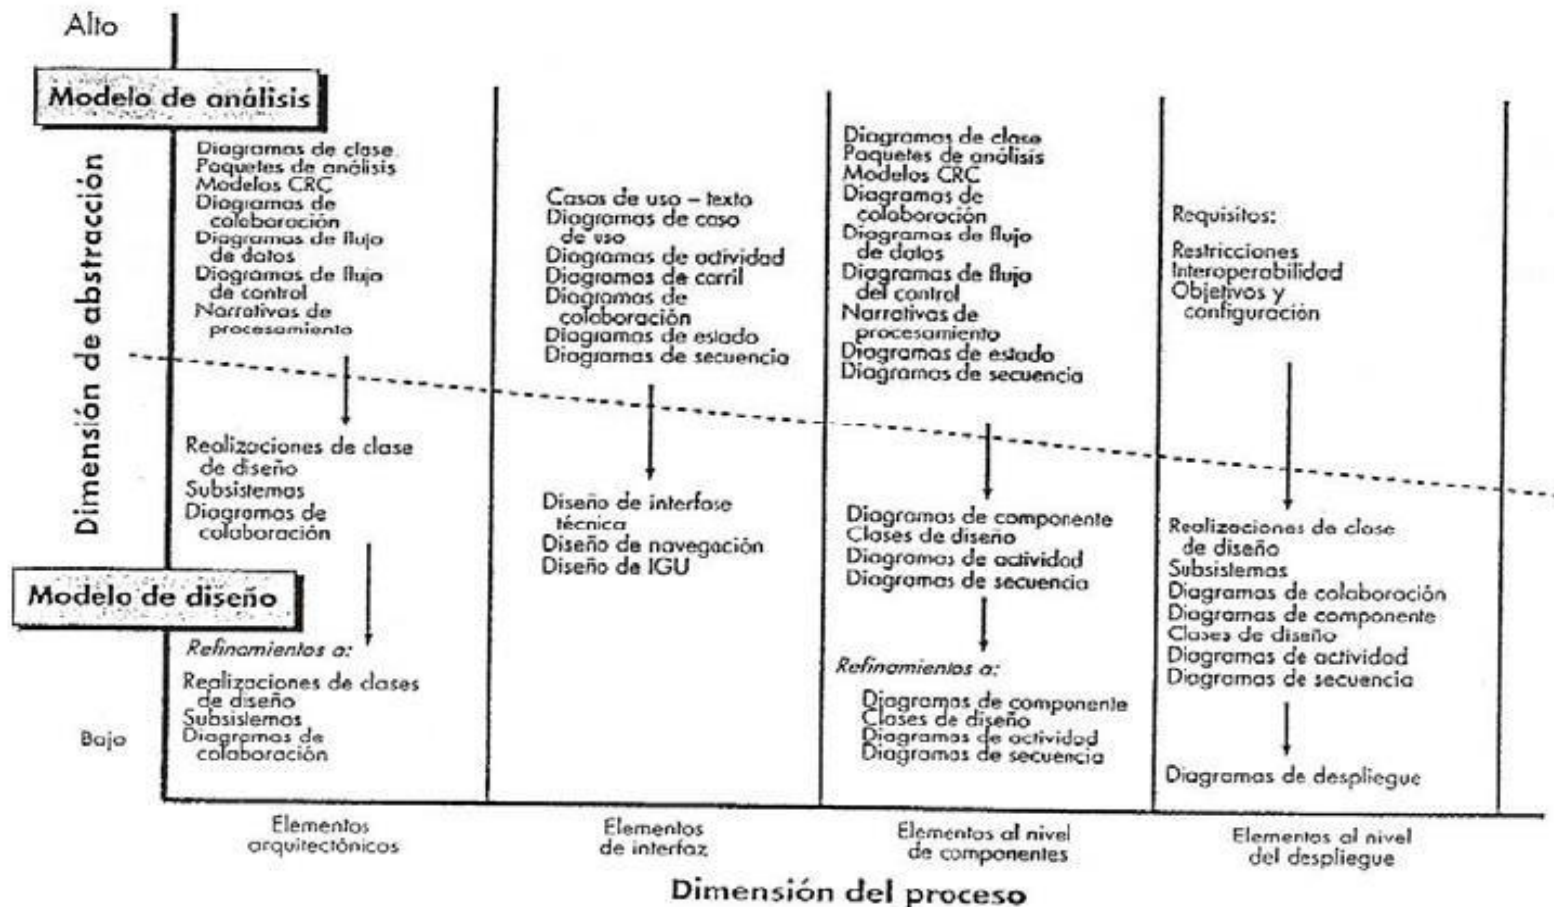 Alto
Modelo de análisis
Dimensión de abstracción
Diagramas de clase.
Paquetes de análisis
Modelos CRC
Diagramas de
colaboración
Diagramas de flujo
de datos
Diagramas de flujo
de control
Narrativas de
procesamiento
Realizaciones de clase
de diseño
Subsistemas
Diagramas de
colaboración
Modelo de diseño
Refinamientos a:
Realizaciones de clases
de diseño
Subsistemas
Diagramas de
colaboración
Bajo
Elementos
arquitectónicos
Casos de uso – texto
Diagramas de caso
de uso
Diagramas de actividad
Diagramas de carril
Diagramas de
colaboración
Diagramas de estado
Diagramas de secuencia
Diseño de interfase
técnica
Diseño de navegación
Diseño de IGU
Elementos
de interfaz
Diagramas de clase
Paquetes de análisis
Modelos CRC
Diagramas de
colaboración
Diagramas de flujo
de datos
Diagramas de flujo
del control
Narrativas de
procesamiento
Diagramas de estado
Diagramas de secuencia
Diagramas de componente
Clases de diseño
Diagramas de actividad
Diagramas de secuencia
Refinamientos a:
Diagramas de componente
Clases de diseño
Diagramas de actividad
Diagramas de secuencia
Elementos al nivel
de componentes
Requisitos:
Restricciones
Interoperabilidad
Objetivos y
configuración
Realizaciones de clase
de diseño
Subsistemas
Diagramas de colaboración
Diagramas de componente
Clases de diseño
Diagramas de actividad
Diagramas de secuencia
Diagramas de despliegue
Elementos al nivel
del despliegue
Dimensión del proceso